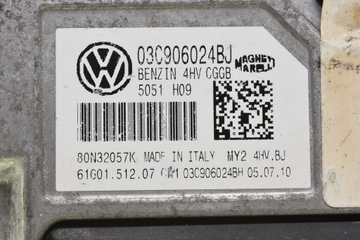 03C906024BJ
BENZIN 4HV CGGB
5051 H09
MAGNETI
MARELLI
80N32057K MADE IN ITALY MY2 4HV.BJ
61601.512.07 03C906024BH 05.07.10